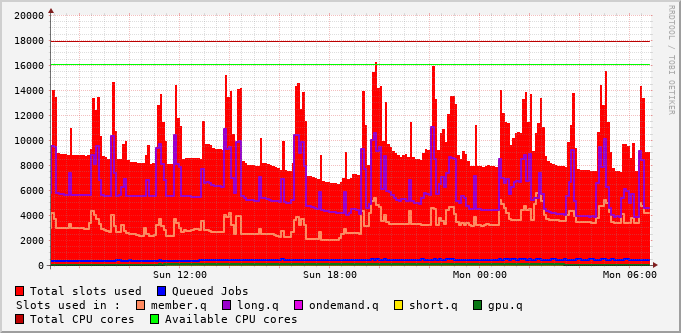 RRDTOOL / TOBI OETIKER
20000
18000
16000
14000
12000
10000
8000
6000
4000
2000
0
Sun 12:00 Sun 18:00 Mon 00:00 Mon 06:00
Total slots used Queued Jobs
Slots used in : member.q long.q ondemand.q short.q gpu.q
Total CPU cores Available CPU cores